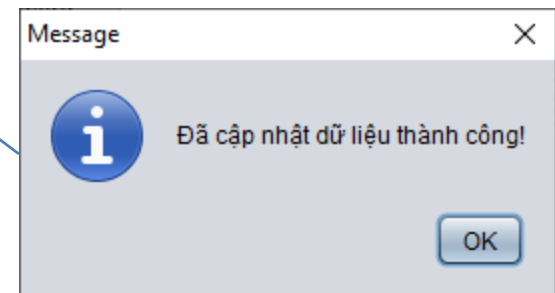 Message
Đã cập nhật dữ liệu thành công!
OK